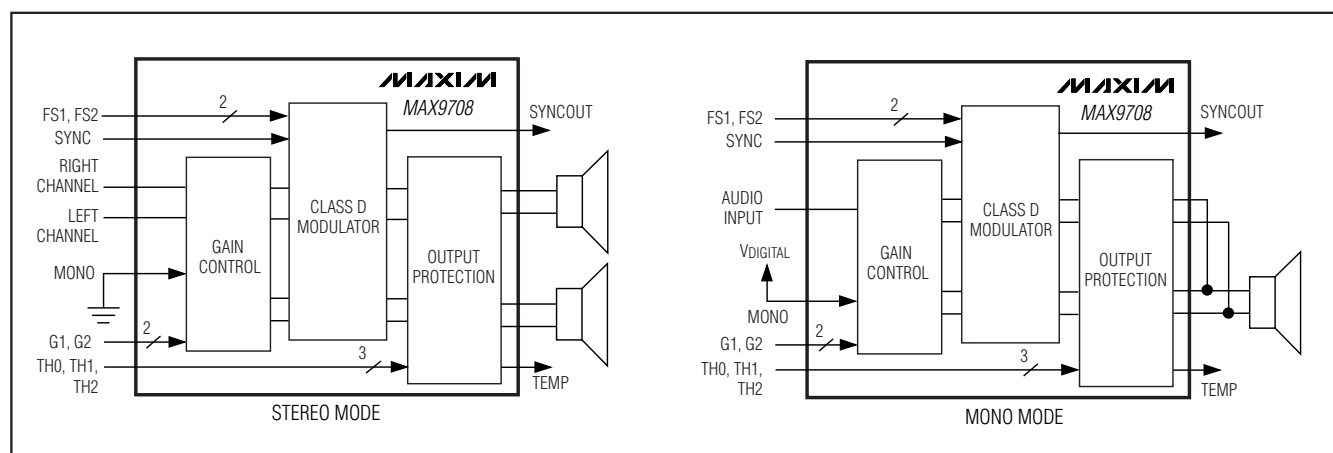 MAXIM
MAX9708
FS1, FS2
2
SYNCOUT
SYNC
RIGHT
CHANNEL
LEFT
CHANNEL
CLASS D
MODULATOR
GAIN
CONTROL
OUTPUT
PROTECTION
MONO
G1, G2
2
3
TH0, TH1,
TH2
TEMP
STEREO MODE
MAXIM
MAX9708
FS1, FS2
2
SYNCOUT
SYNC
AUDIO
INPUT
CLASS D
MODULATOR
VDIGITAL
GAIN
CONTROL
OUTPUT
PROTECTION
MONO
G1, G2
2
3
TH0, TH1,
TH2
TEMP
MONO MODE